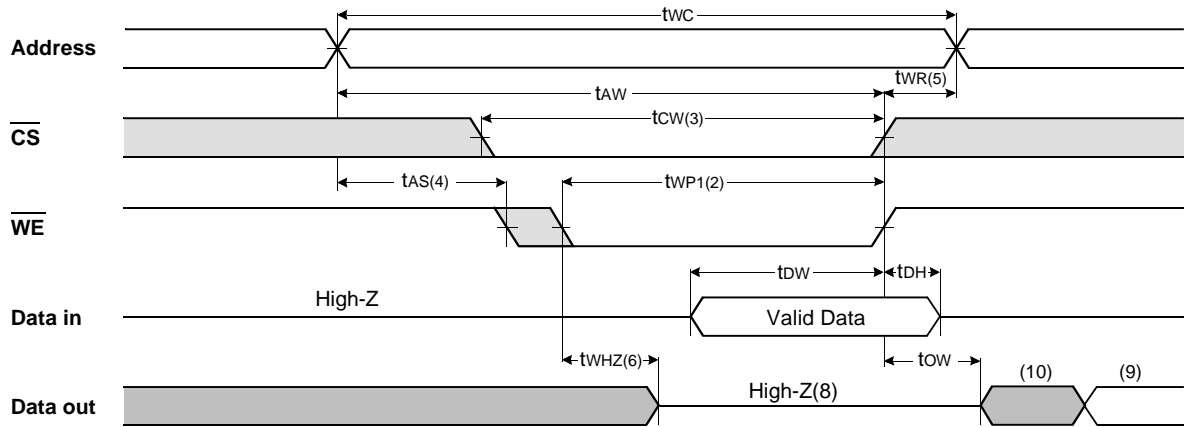 tWC
Address
tWR(5)
tAW
tCW(3)
CS
tAS(4)
tWP1(2)
WE
tDW
tDH
High-Z
Data in
Valid Data
tWHZ(6)
tOW
High-Z(8)
(10)
(9)
Data out